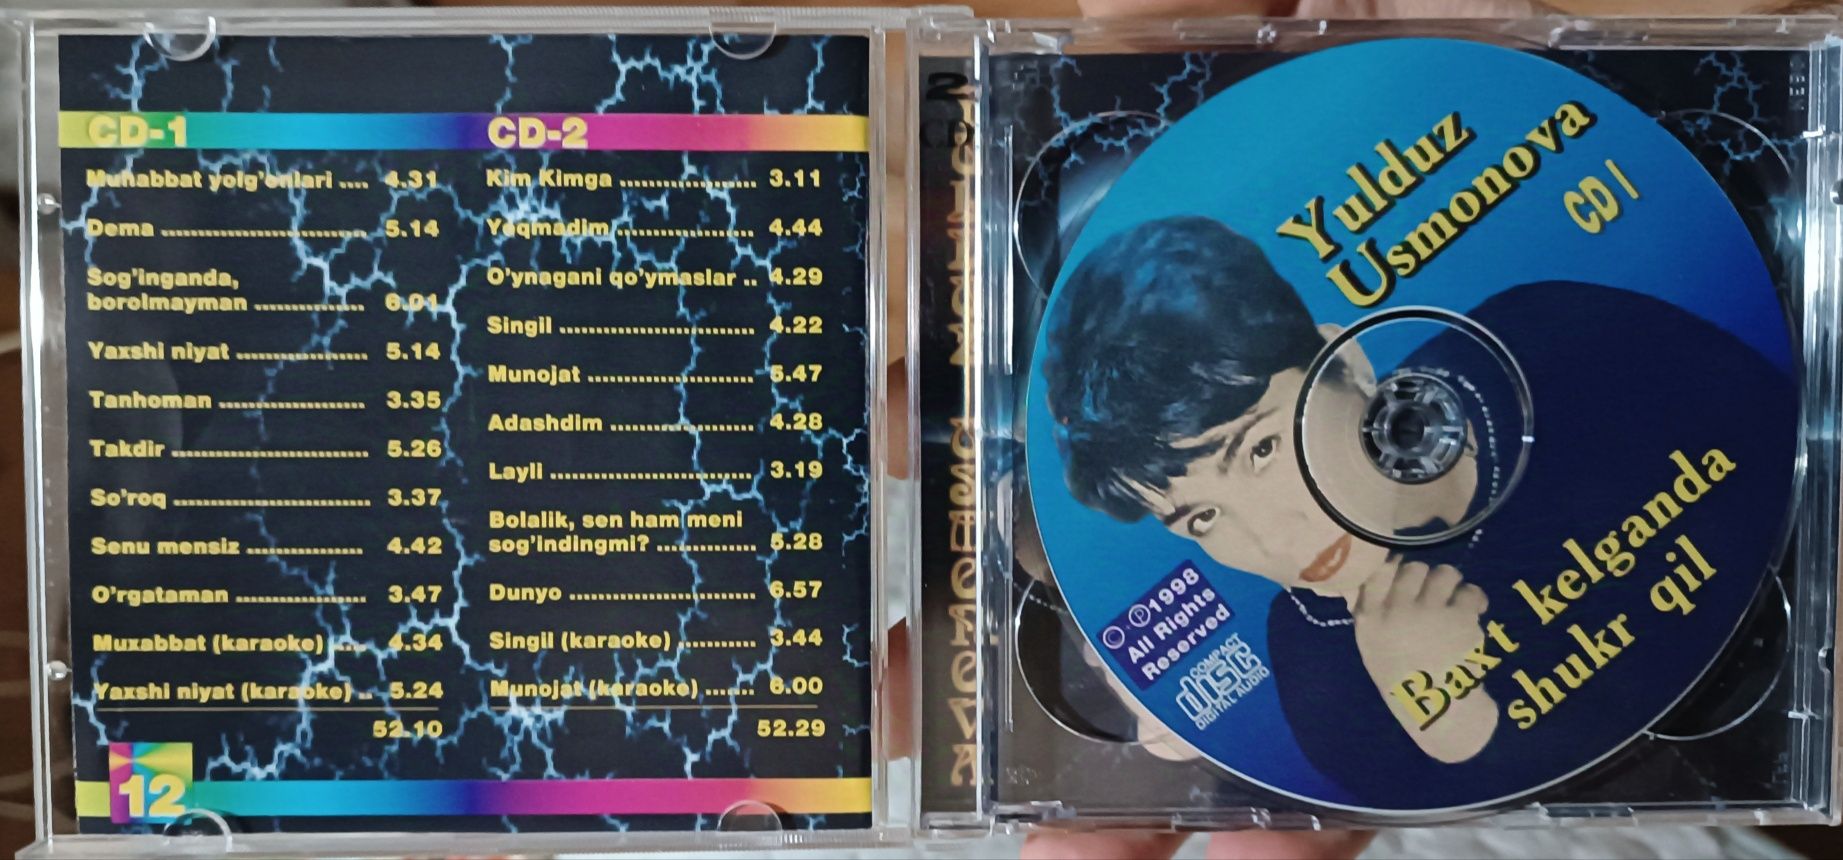 CD-1
Muhabbat yolg'onlari .... 4.31
Dema ........................ 5.14
Sog'inganda,
borolmayman ............. 6.01
Yaxshi niyat ............... 5.14
Tanhoman ................. 3.35
Takdir ....................... 5.26
So'roq ....................... 3.37
Senu mensiz .............. 4.42
O'rgataman ............... 3.47
Muxabbat (karaoke) .... 4.34
Yaxshi niyat (karaoke) .. 5.24
52.10
CD-2
Kim Kimga ................. 3.11
Yoqmadim ................. 4.44
O'ynagani qo'ymaslar .. 4.29
Singil ........................ 4.22
Munojat .................... 5.47
Adashdim .................. 4.28
Layli ......................... 3.19
Bolalik, sen ham meni
sog'indingmi? ............ 5.28
Dunyo ....................... 6.57
Singil (karaoke) .......... 3.44
Munojat (karaoke) ....... 6.00
52.29
12
2
CD
Yulduz
Usmonova
CD 1
© ℗ 1998
All Rights
Reserved
COMPACT
disc
DIGITAL AUDIO
Baxt kelganda
shukr qil